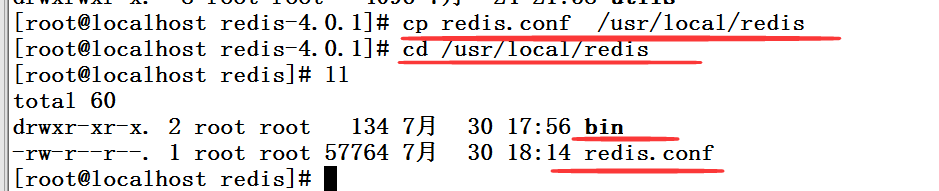 [root@localhost redis-4.0.1]# cp redis.conf  /usr/local/redis
[root@localhost redis-4.0.1]# cd /usr/local/redis
[root@localhost redis]# ll
total 60
drwxr-xr-x. 2 root root   134 7月  30 17:56 bin
-rw-r--r--. 1 root root 57764 7月  30 18:14 redis.conf
[root@localhost redis]#